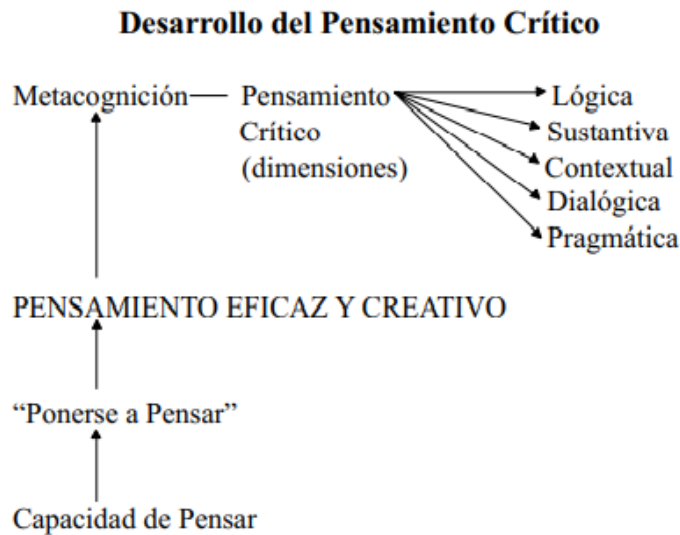 Desarrollo del Pensamiento Crítico
Metacognición
Pensamiento
Crítico
(dimensiones)
Lógica
Sustantiva
Contextual
Dialógica
Pragmática
PENSAMIENTO EFICAZ Y CREATIVO
“Ponerse a Pensar”
Capacidad de Pensar